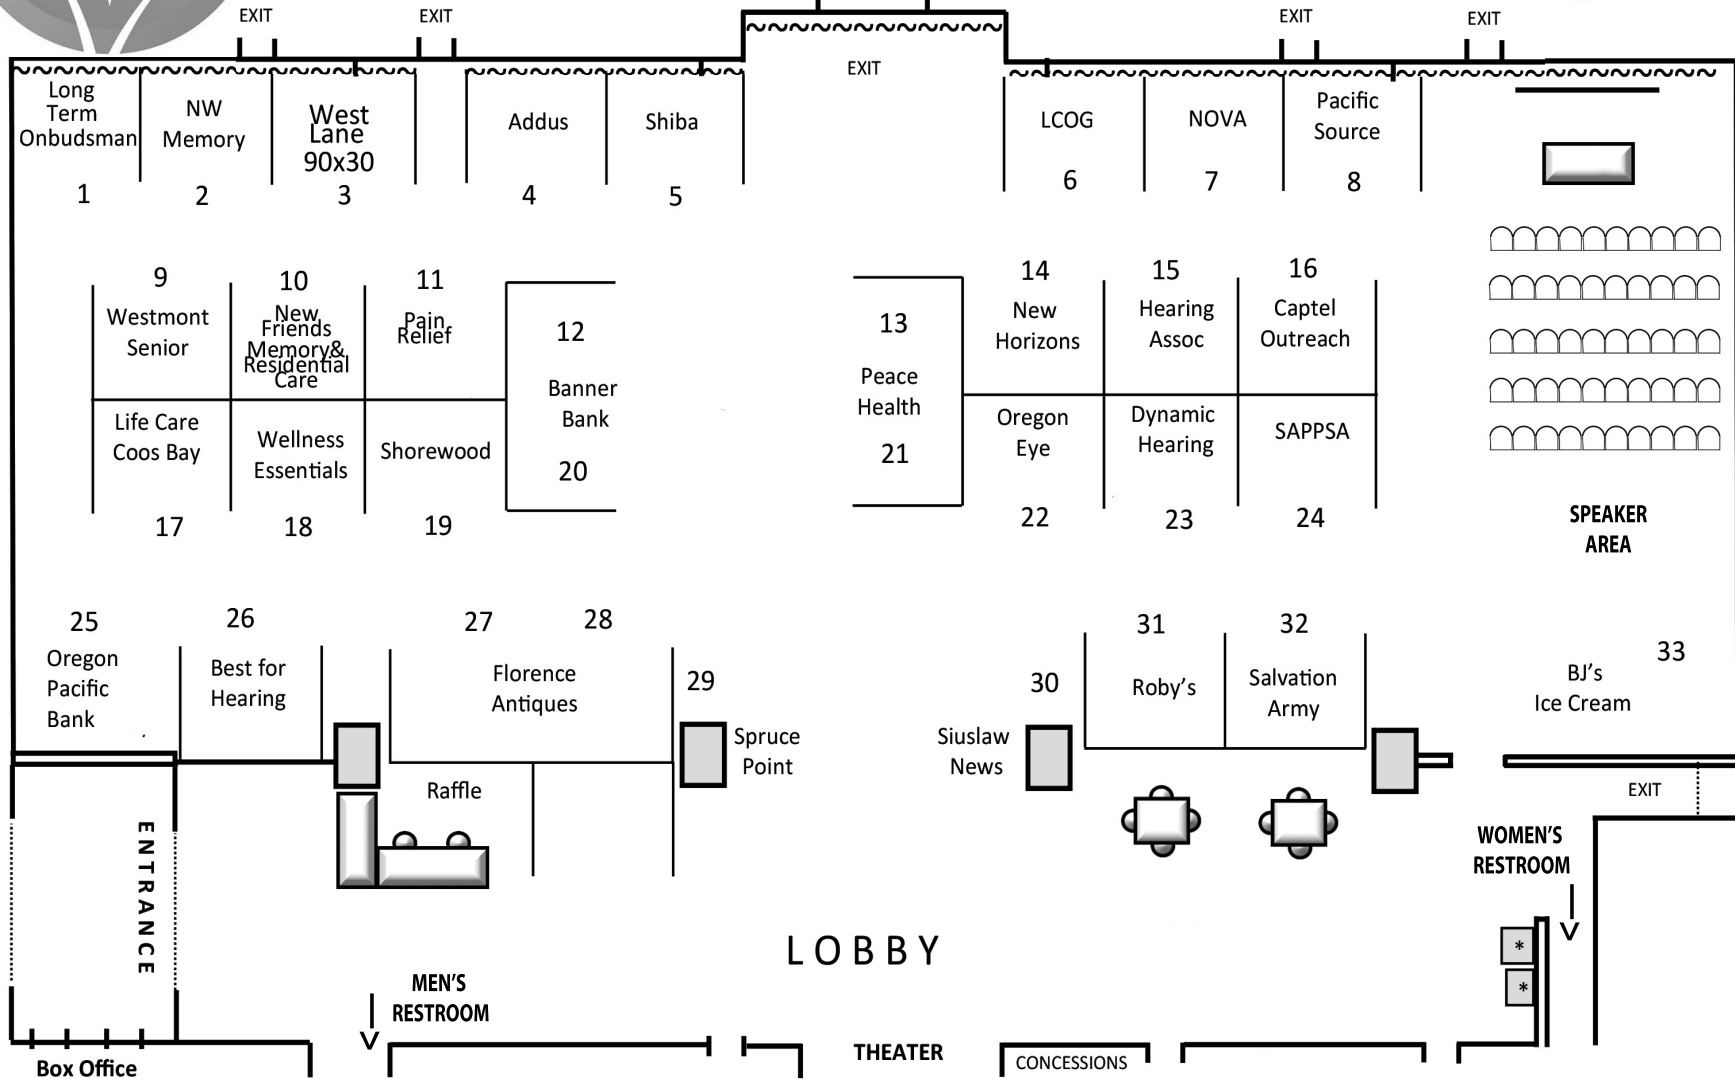 EXIT
EXIT
EXIT
EXIT
EXIT
Long
Term
Onbudsman
1
NW
Memory
2
West
Lane
90x30
3
Addus
4
Shiba
5
LCOG
6
NOVA
7
Pacific
Source
8
9
Westmont
Senior
10
New
Friends
Memory&
Residential
Care
11
Pain
Relief
12
Banner
Bank
20
13
Peace
Health
21
14
New
Horizons
15
Hearing
Assoc
16
Captel
Outreach
Life Care
Coos Bay
17
Wellness
Essentials
18
Shorewood
19
Oregon
Eye
22
Dynamic
Hearing
23
SAPPSA
24
SPEAKER
AREA
25
Oregon
Pacific
Bank
26
Best for
Hearing
27
28
Florence
Antiques
29
Spruce
Point
30
Siuslaw
News
31
Roby’s
32
Salvation
Army
33
BJ’s
Ice Cream
Raffle
EXIT
ENTRANCE
WOMEN’S
RESTROOM
LOBBY
*
*
MEN’S
RESTROOM
Box Office
THEATER
CONCESSIONS